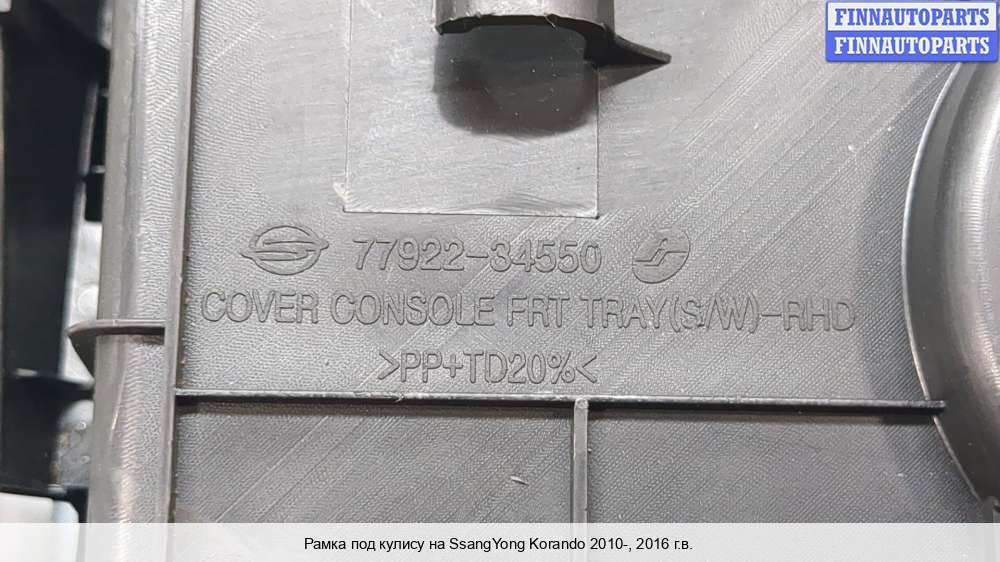 FINNAUTOPARTS
FINNAUTOPARTS
77922-34550
COVER CONSOLE FRT TRAY(S/W)-RHD
>PP+TD20%<
Рамка под кулису на SsangYong Korando 2010-, 2016 г.в.